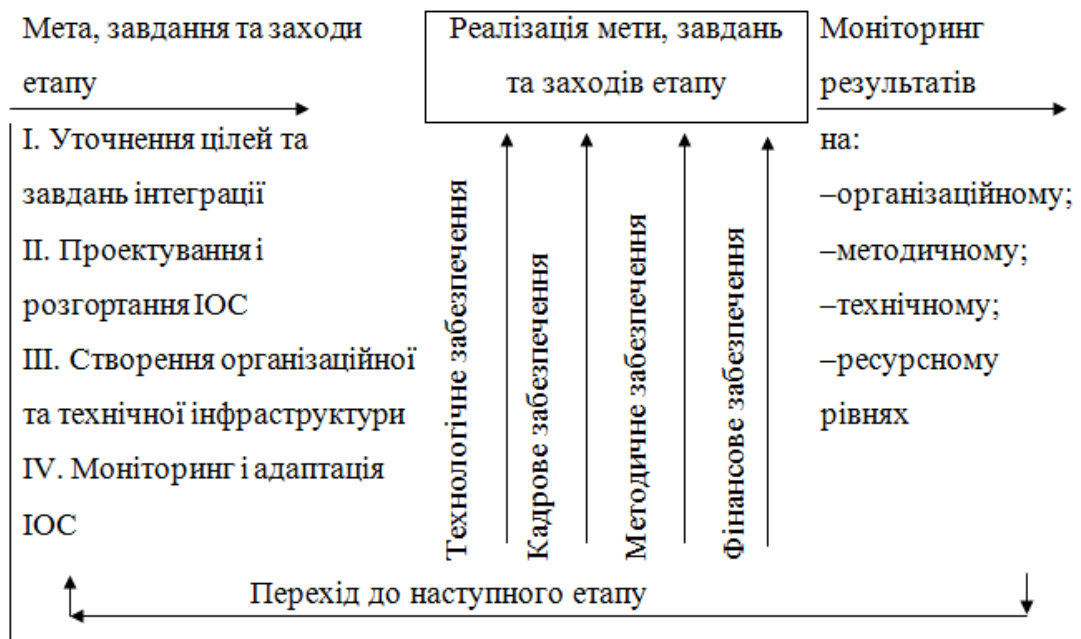 Мета, завдання та заходи
етапу
І. Уточнення цілей та
завдань інтеграції
ІІ. Проектування і
розгортання ІОС
ІІІ. Створення організаційної
та технічної інфраструктури
IV. Моніторинг і адаптація
ІОС
Реалізація мети, завдань
та заходів етапу
Технологічне забезпечення
Кадрове забезпечення
Методичне забезпечення
Фінансове забезпечення
Моніторинг
результатів
на:
–організаційному;
–методичному;
–технічному;
–ресурсному
рівнях
Перехід до наступного етапу